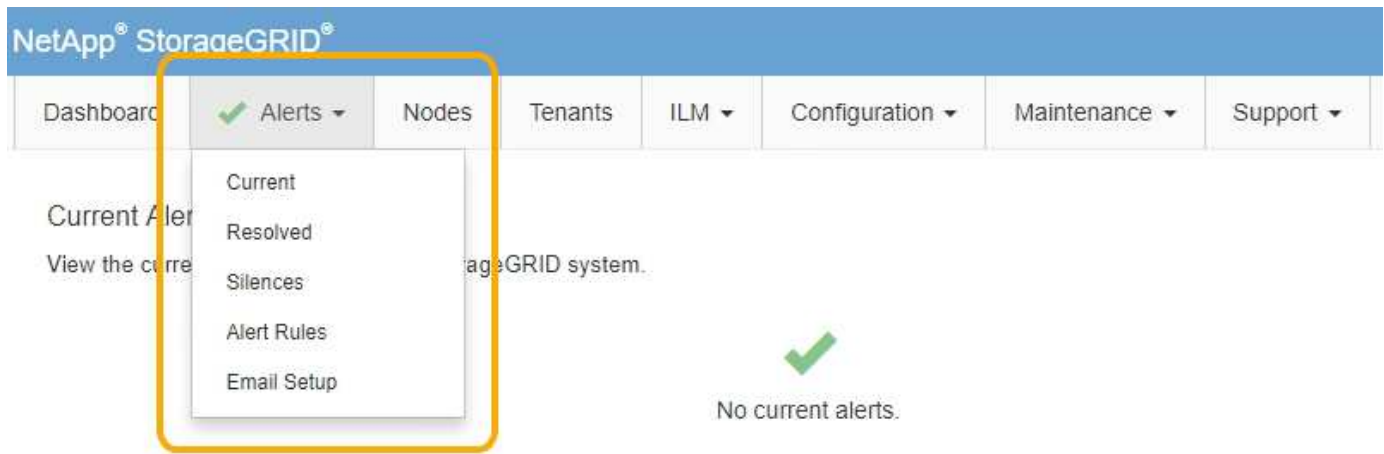 NetApp® StorageGRID®
Dashboard Alerts Nodes Tenants ILM Configuration Maintenance Support
Current
Resolved
Silences
Alert Rules
Email Setup
Current Aler
View the curre ageGRID system.
No current alerts.